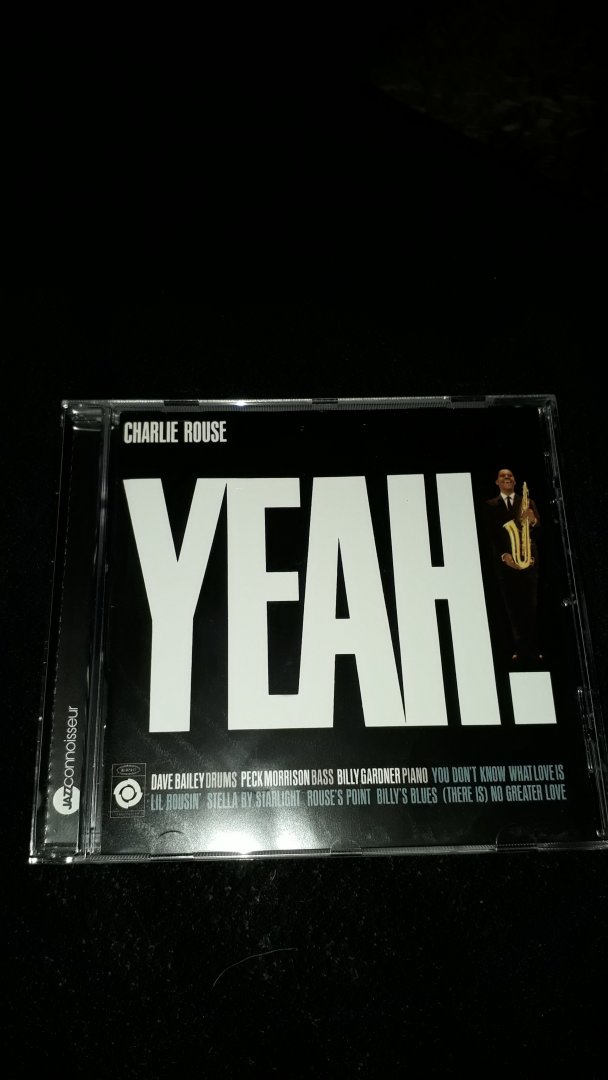 CHARLIE ROUSE
YEAH.
DAVE BAILEY DRUMS PECK MORRISON BASS BILLY GARDNER PIANO YOU DON'T KNOW WHAT LOVE IS
LIL ROUSIN' STELLA BY STARLIGHT ROUSE'S POINT BILLY'S BLUES (THERE IS) NO GREATER LOVE
JAZZconnoisseur